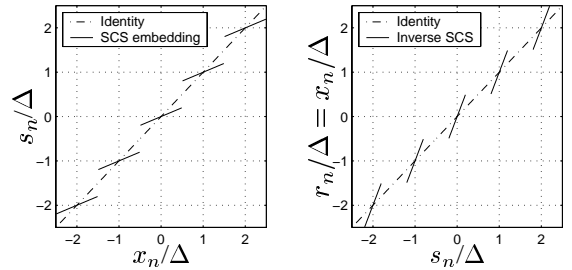 Identity
SCS embedding
s_n/Δ
2
1
0
−1
−2
−2 −1 0 1 2
x_n/Δ
Identity
Inverse SCS
r_n/Δ = x_n/Δ
2
1
0
−1
−2
−2 −1 0 1 2
s_n/Δ